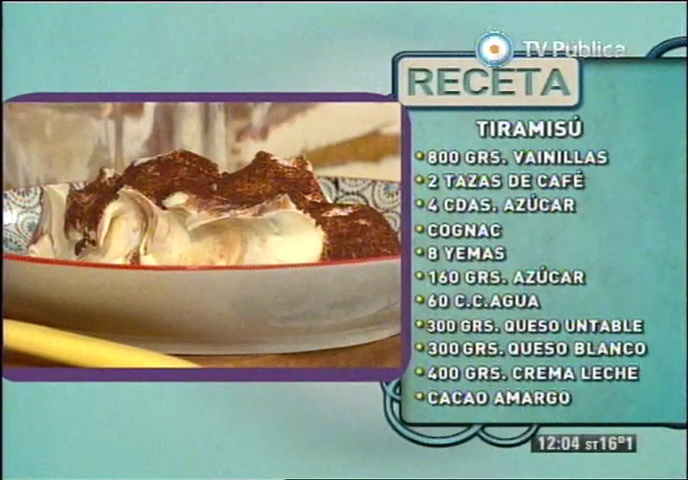 TV Pública
RECETA
TIRAMISÚ
800 GRS. VAINILLAS
2 TAZAS DE CAFÉ
4 CDAS. AZÚCAR
COGNAC
8 YEMAS
160 GRS. AZÚCAR
60 C.C.AGUA
300 GRS. QUESO UNTABLE
300 GRS. QUESO BLANCO
400 GRS. CREMA LECHE
CACAO AMARGO
12:04 ST16°1